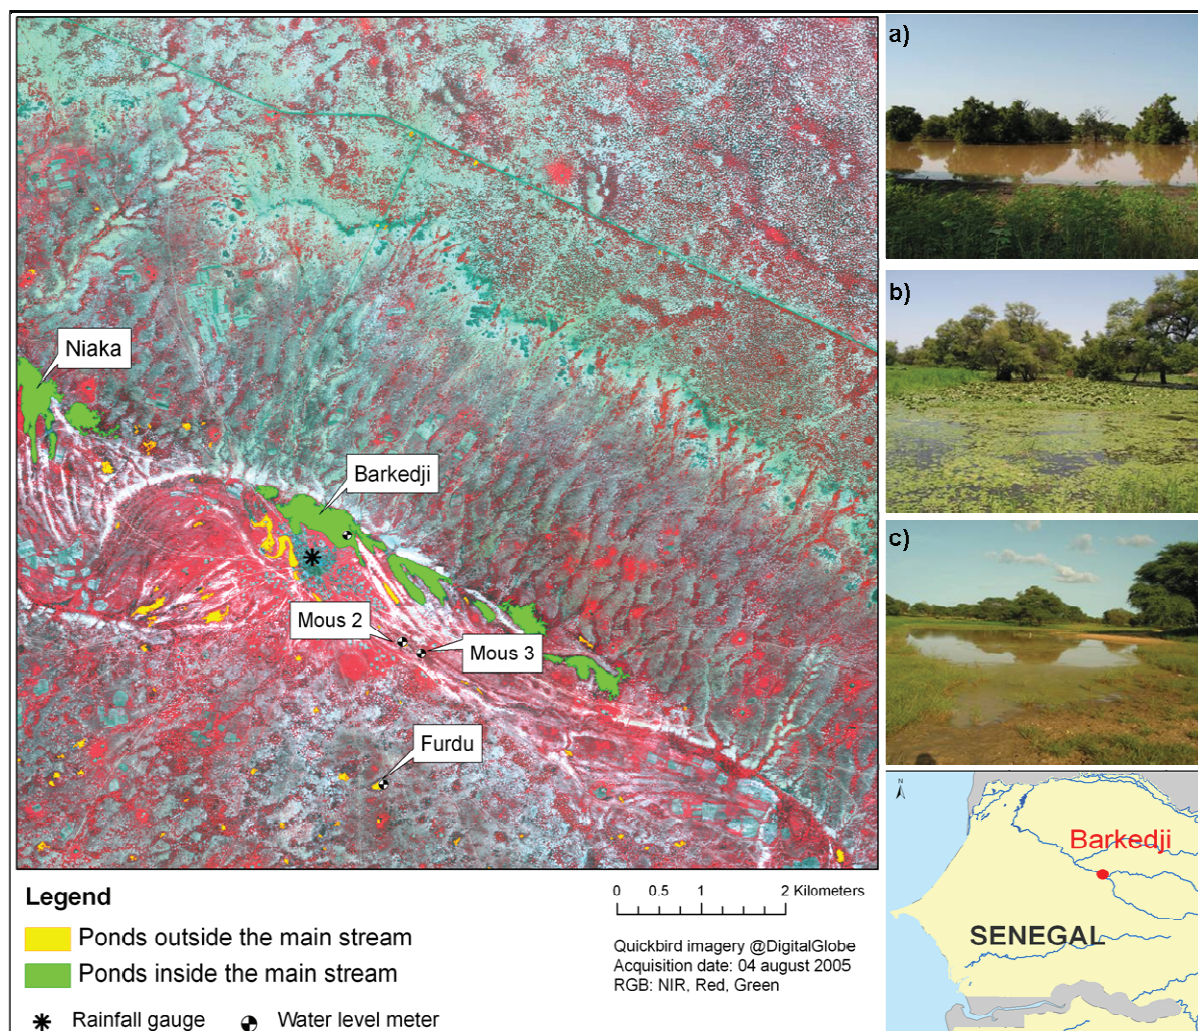 Niaka
Barkedji
Mous 2
Mous 3
Furdu
a)
b)
c)
N
Barkedji
SENEGAL
Legend
Ponds outside the main stream
Ponds inside the main stream
Rainfall gauge
Water level meter
0 0.5 1 2 Kilometers
Quickbird imagery @DigitalGlobe
Acquisition date: 04 august 2005
RGB: NIR, Red, Green